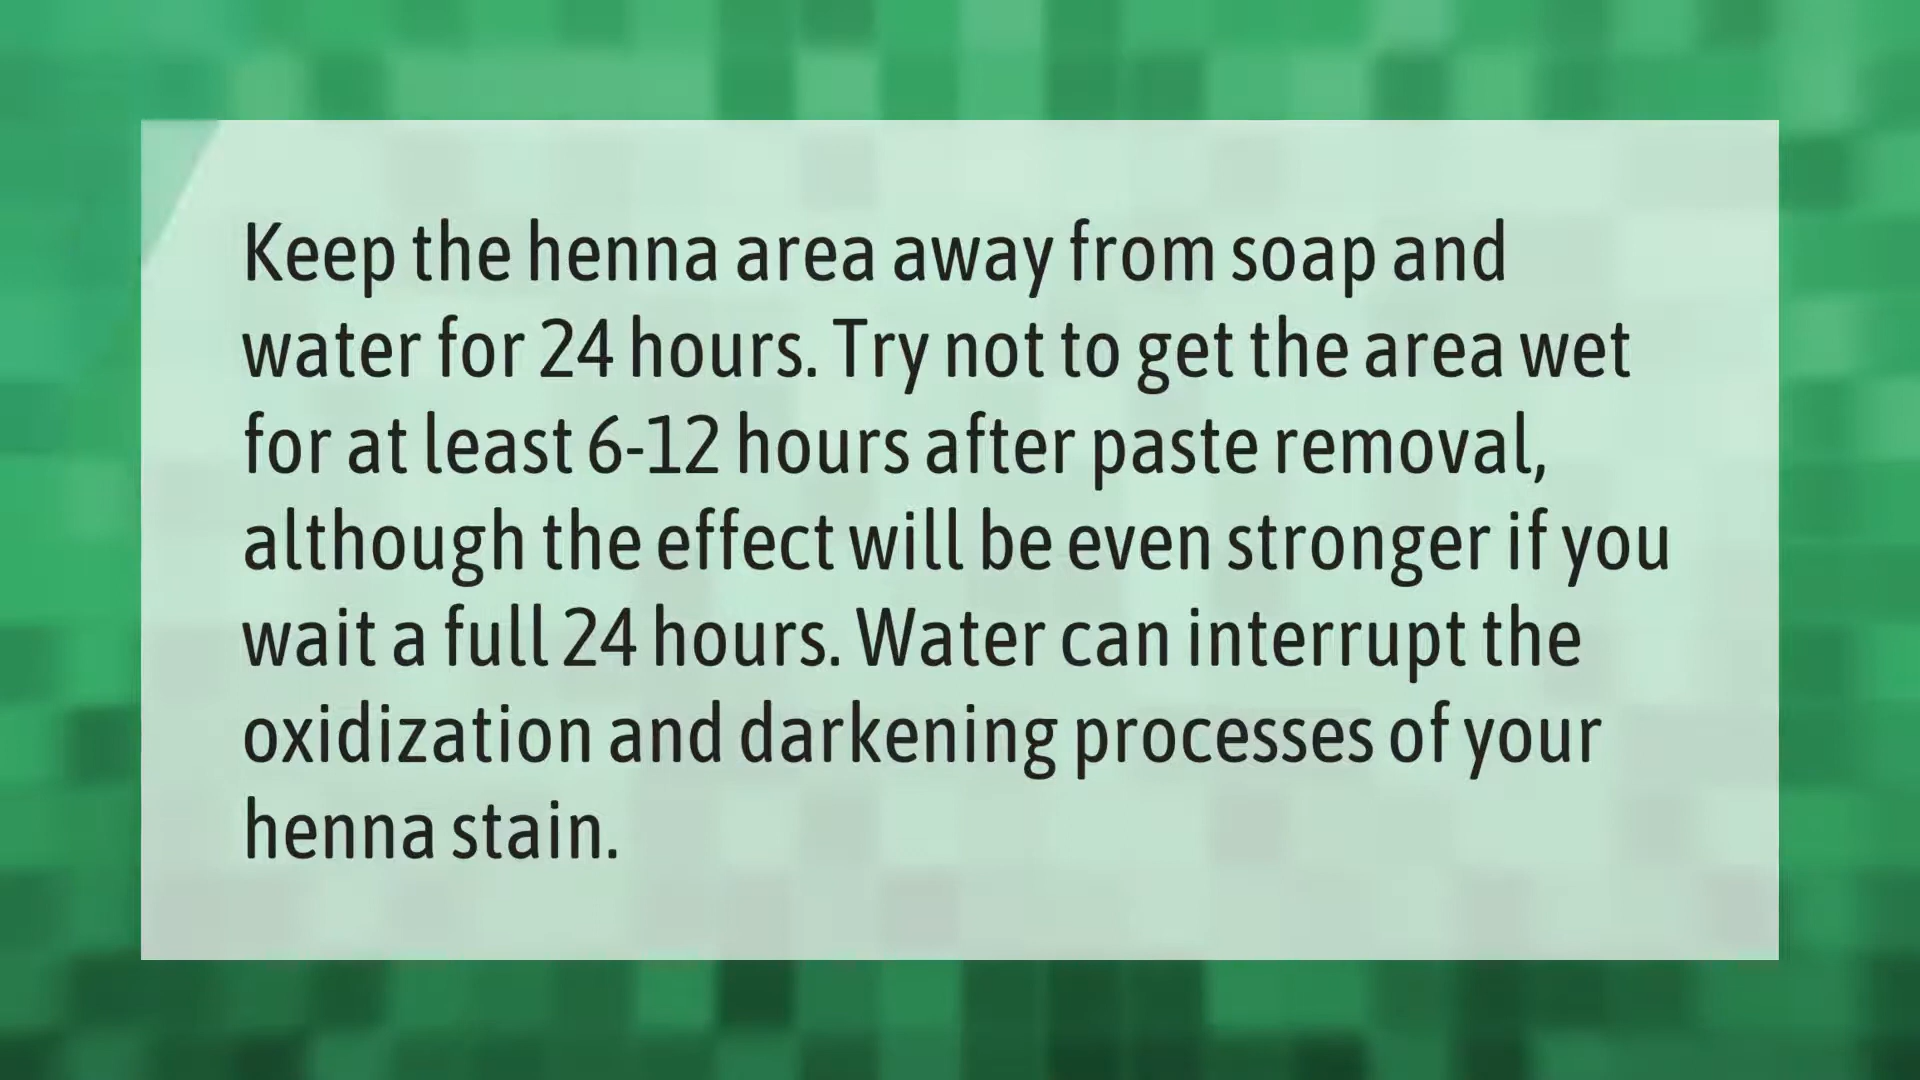 Keep the henna area away from soap and
water for 24 hours. Try not to get the area wet
for at least 6-12 hours after paste removal,
although the effect will be even stronger if you
wait a full 24 hours. Water can interrupt the
oxidization and darkening processes of your
henna stain.